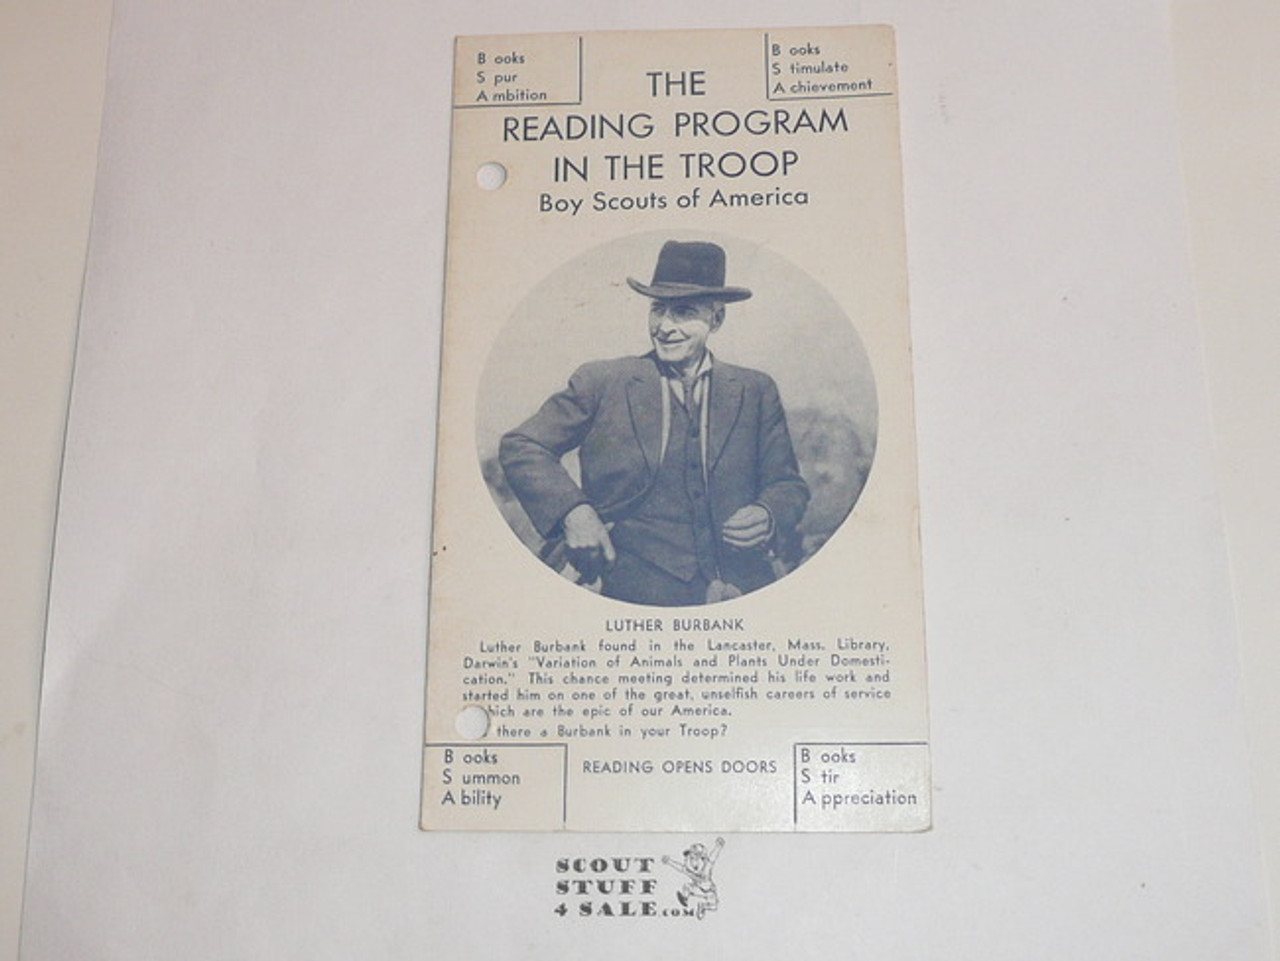 B ooks
S pur
A mbition
B ooks
S timulate
A chievement
THE
READING PROGRAM
IN THE TROOP
Boy Scouts of America
LUTHER BURBANK
Luther Burbank found in the Lancaster, Mass. Library,
Darwin's "Variation of Animals and Plants Under Domesti-
cation." This chance meeting determined his life work and
started him on one of the great, unselfish careers of service
hich are the epic of our America.
there a Burbank in your Troop?
B ooks
S ummon
A bility
READING OPENS DOORS
B ooks
S tir
A ppreciation
SCOUT
STUFF
4 SALE.COM